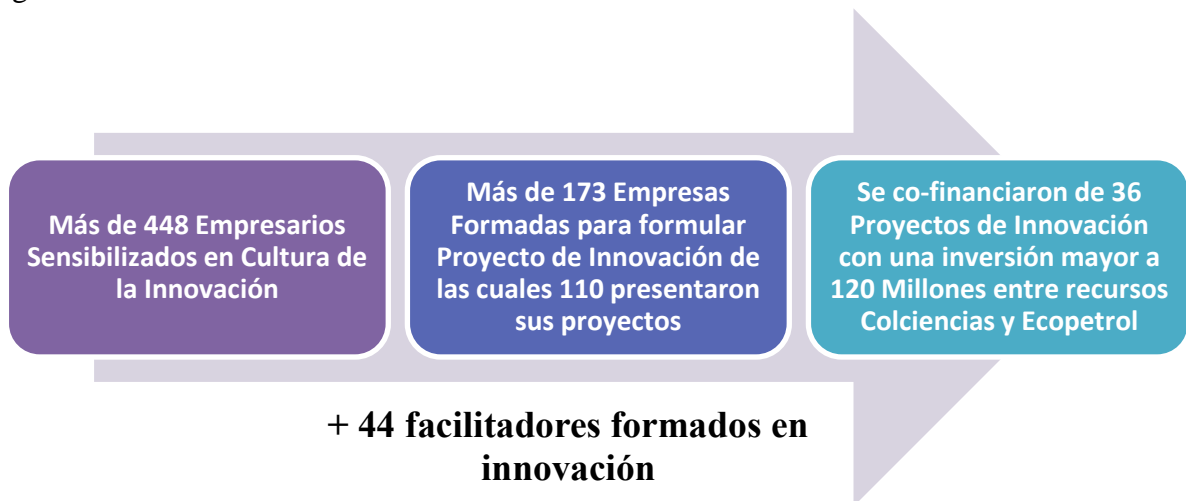 Más de 448 Empresarios
Sensibilizados en Cultura de
la Innovación
Más de 173 Empresas
Formadas para formular
Proyecto de Innovación de
las cuales 110 presentaron
sus proyectos
Se co-financiaron de 36
Proyectos de Innovación
con una inversión mayor a
120 Millones entre recursos
Colciencias y Ecopetrol
+ 44 facilitadores formados en
innovación